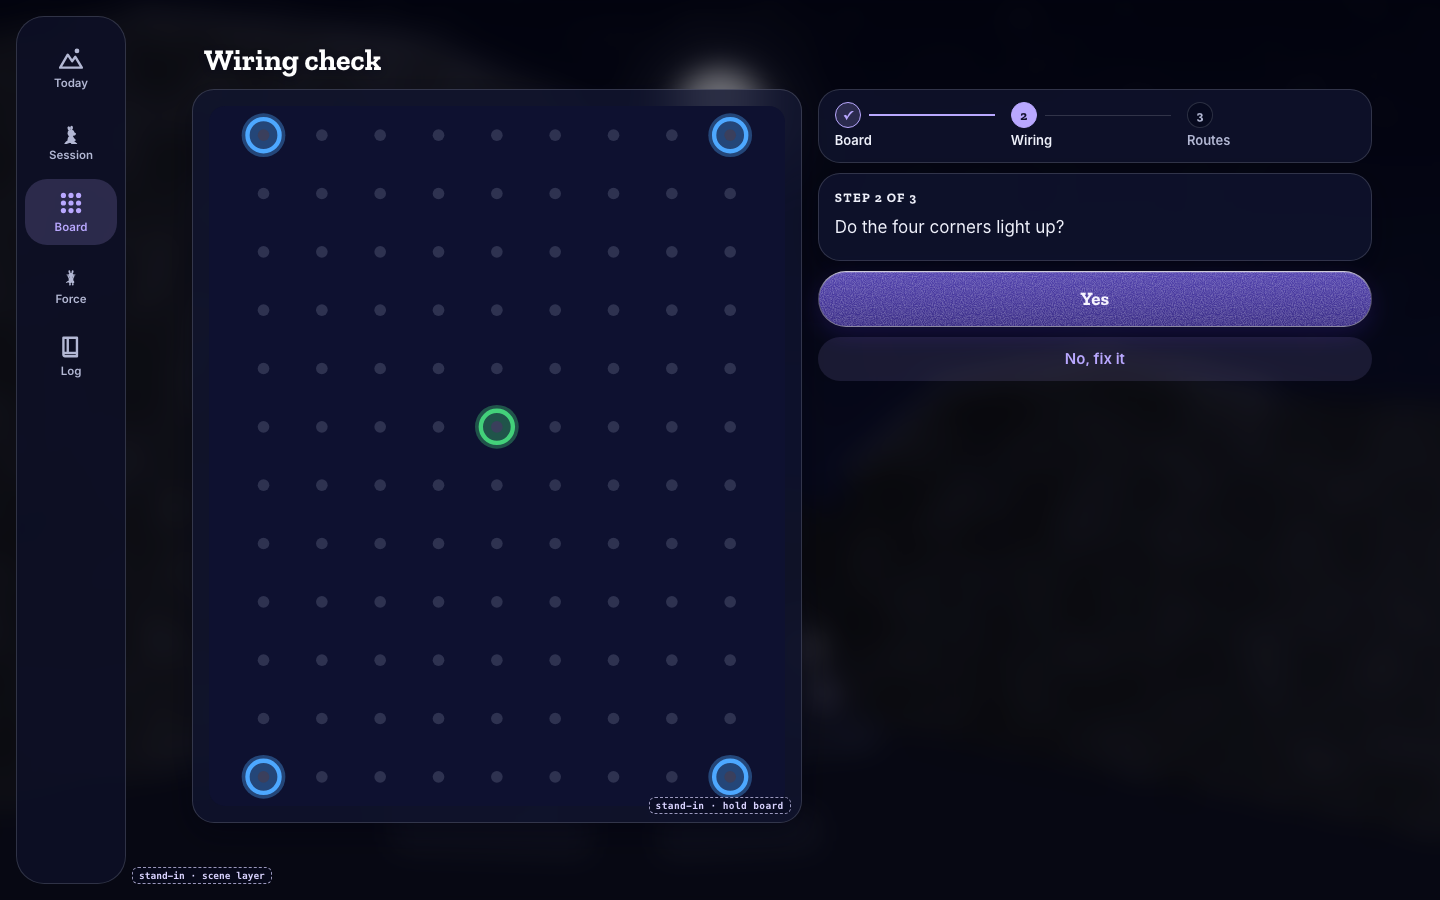 Today
Session
Board
Force
Log
Wiring check
stand-in · hold board
stand-in · scene layer
✓ 2
2
3
Board
Wiring
Routes
STEP 2 OF 3
Do the four corners light up?
Yes
No, fix it